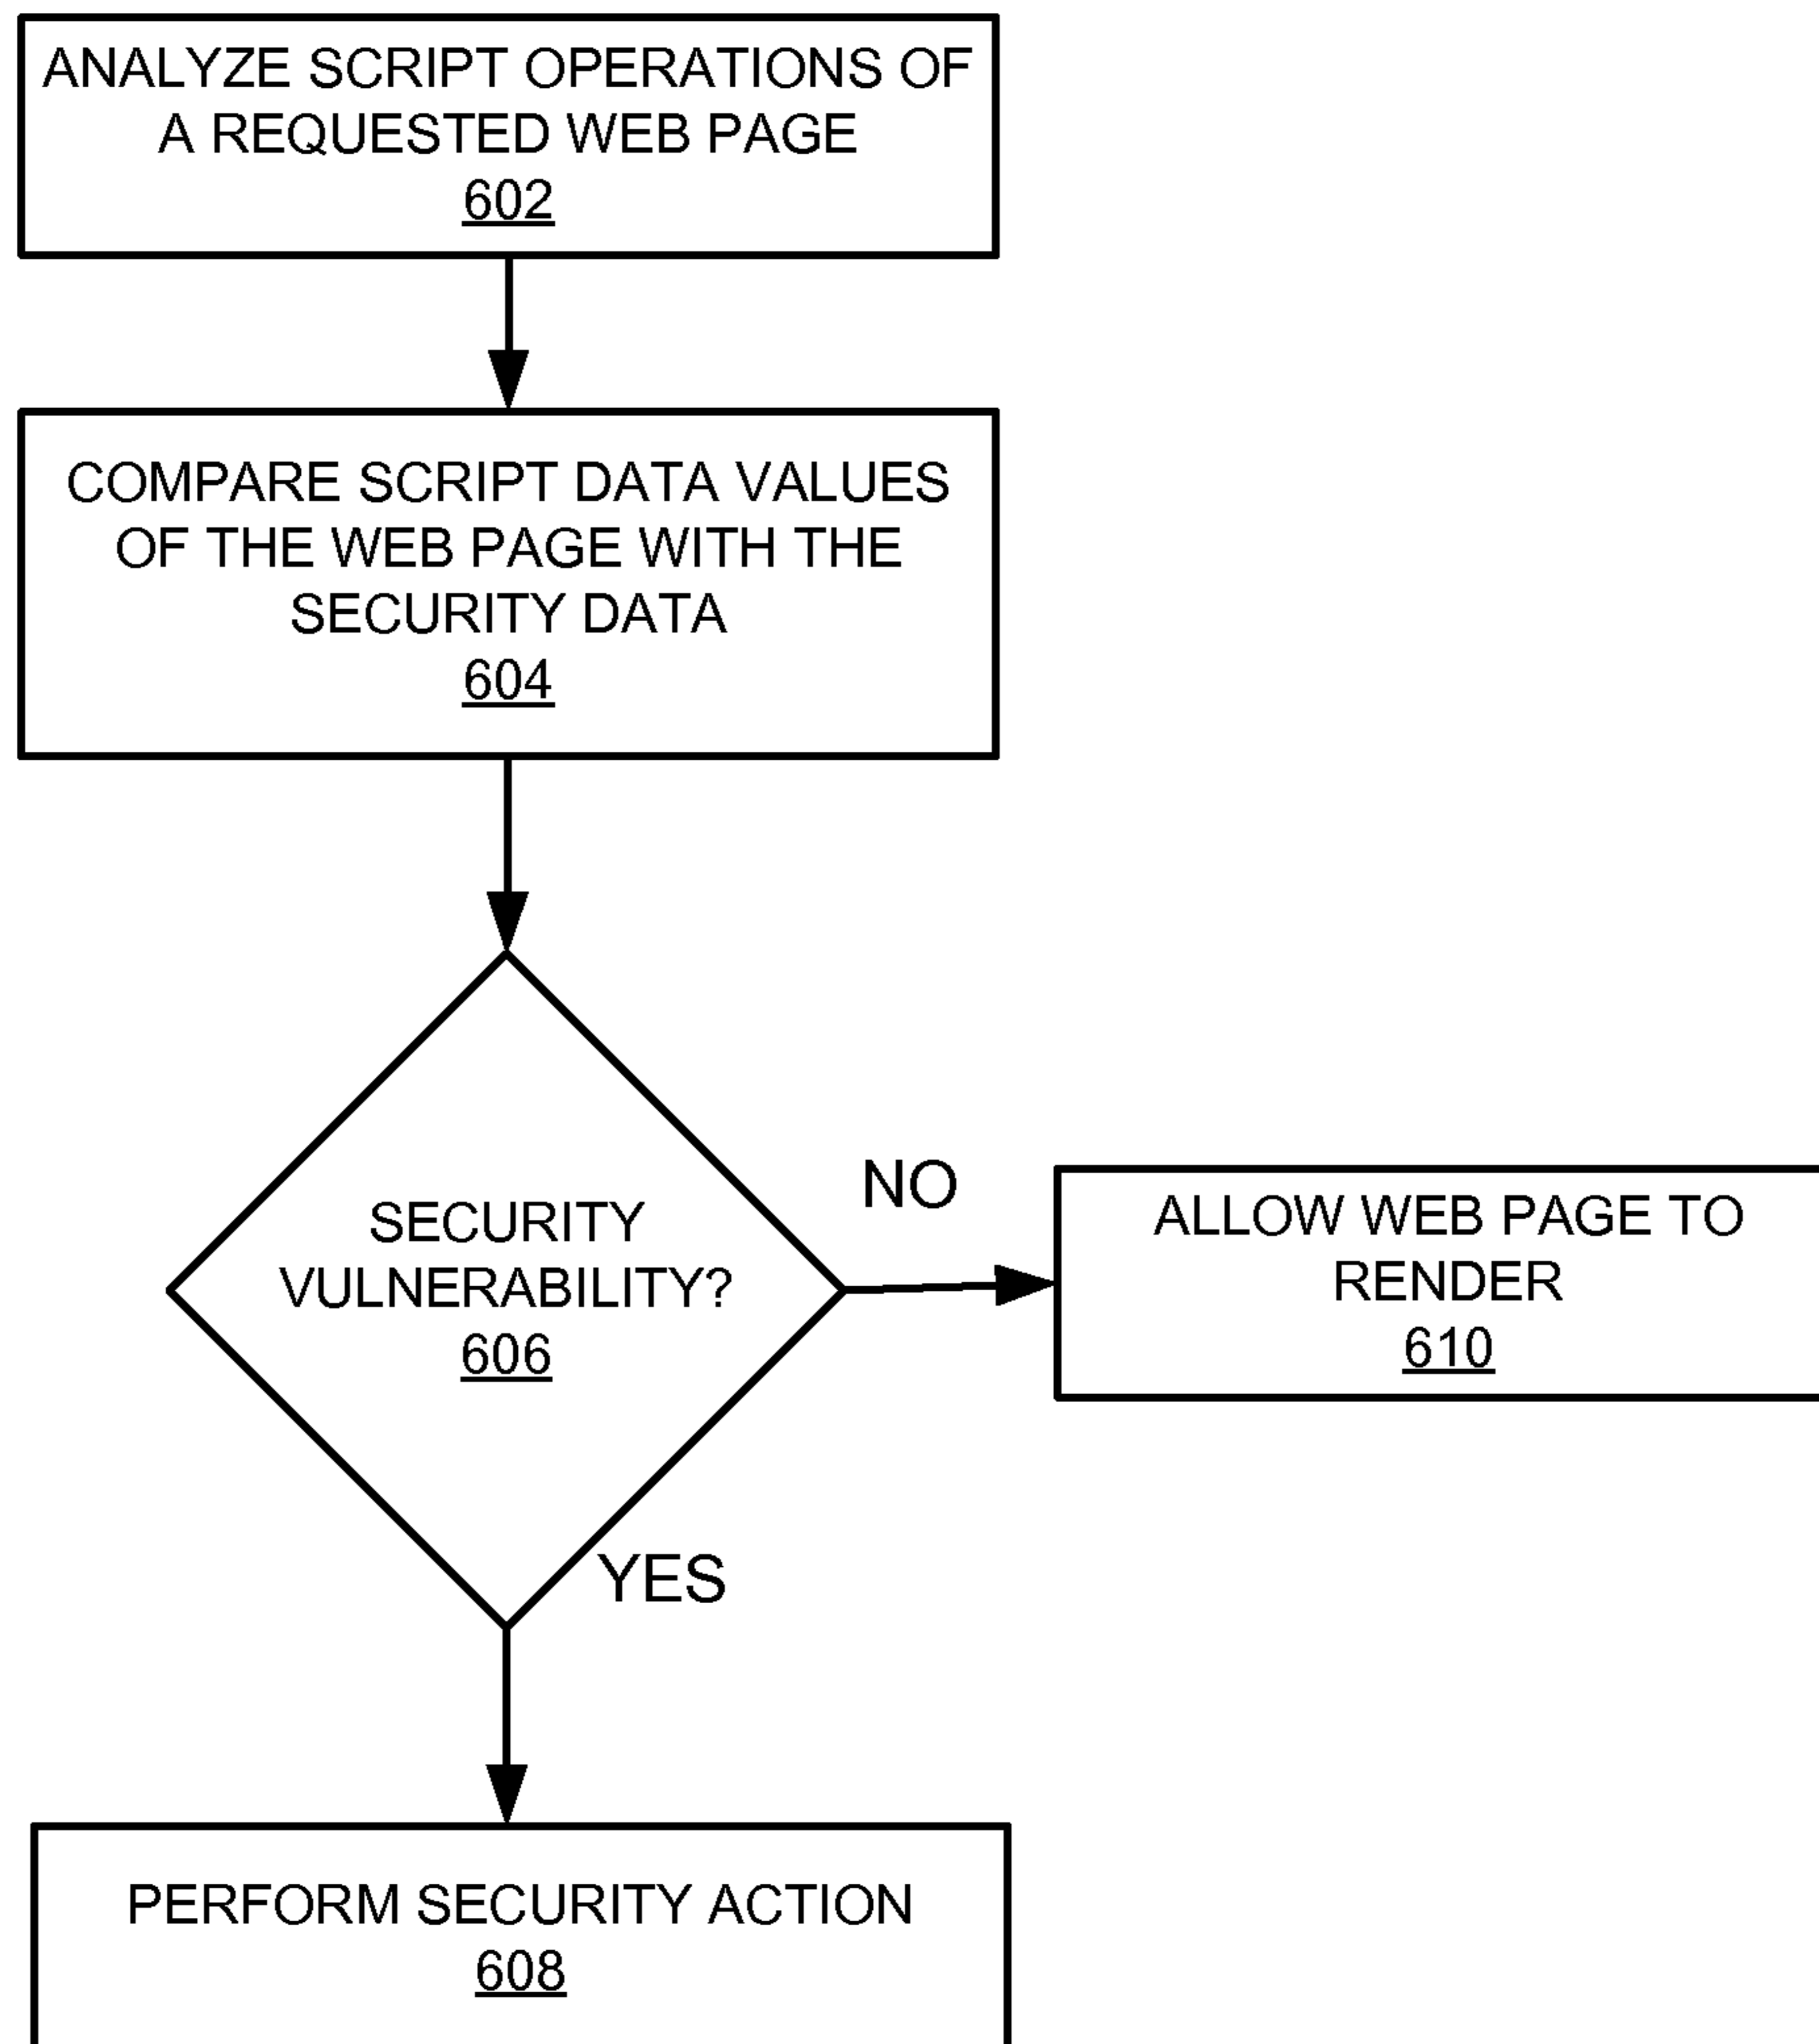 ANALYZE SCRIPT OPERATIONS OF
A REQUESTED WEB PAGE
602
COMPARE SCRIPT DATA VALUES
OF THE WEB PAGE WITH THE
SECURITY DATA
604
SECURITY
VULNERABILITY?
606
NO
ALLOW WEB PAGE TO
RENDER
610
YES
PERFORM SECURITY ACTION
608